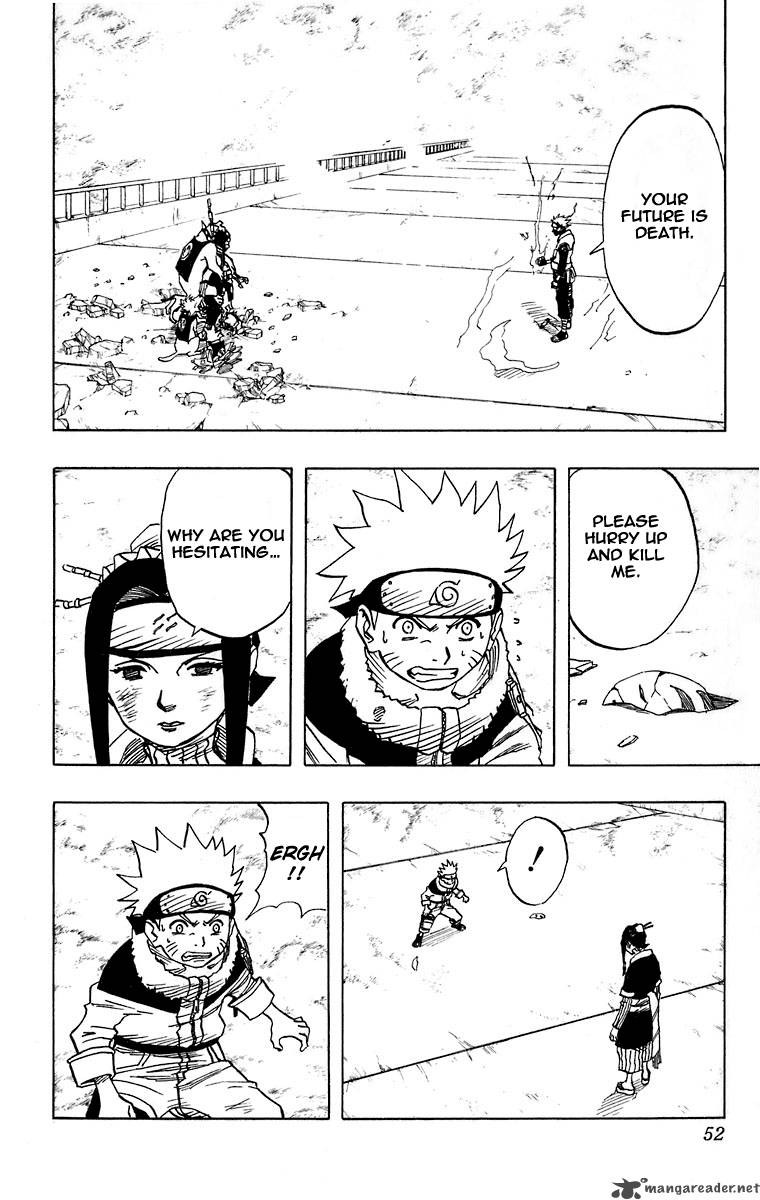 YOUR
FUTURE IS
DEATH.
PLEASE
HURRY UP
AND KILL
ME.
WHY ARE YOU
HESITATING...
!
ERGH
!!
52
mangareader.net